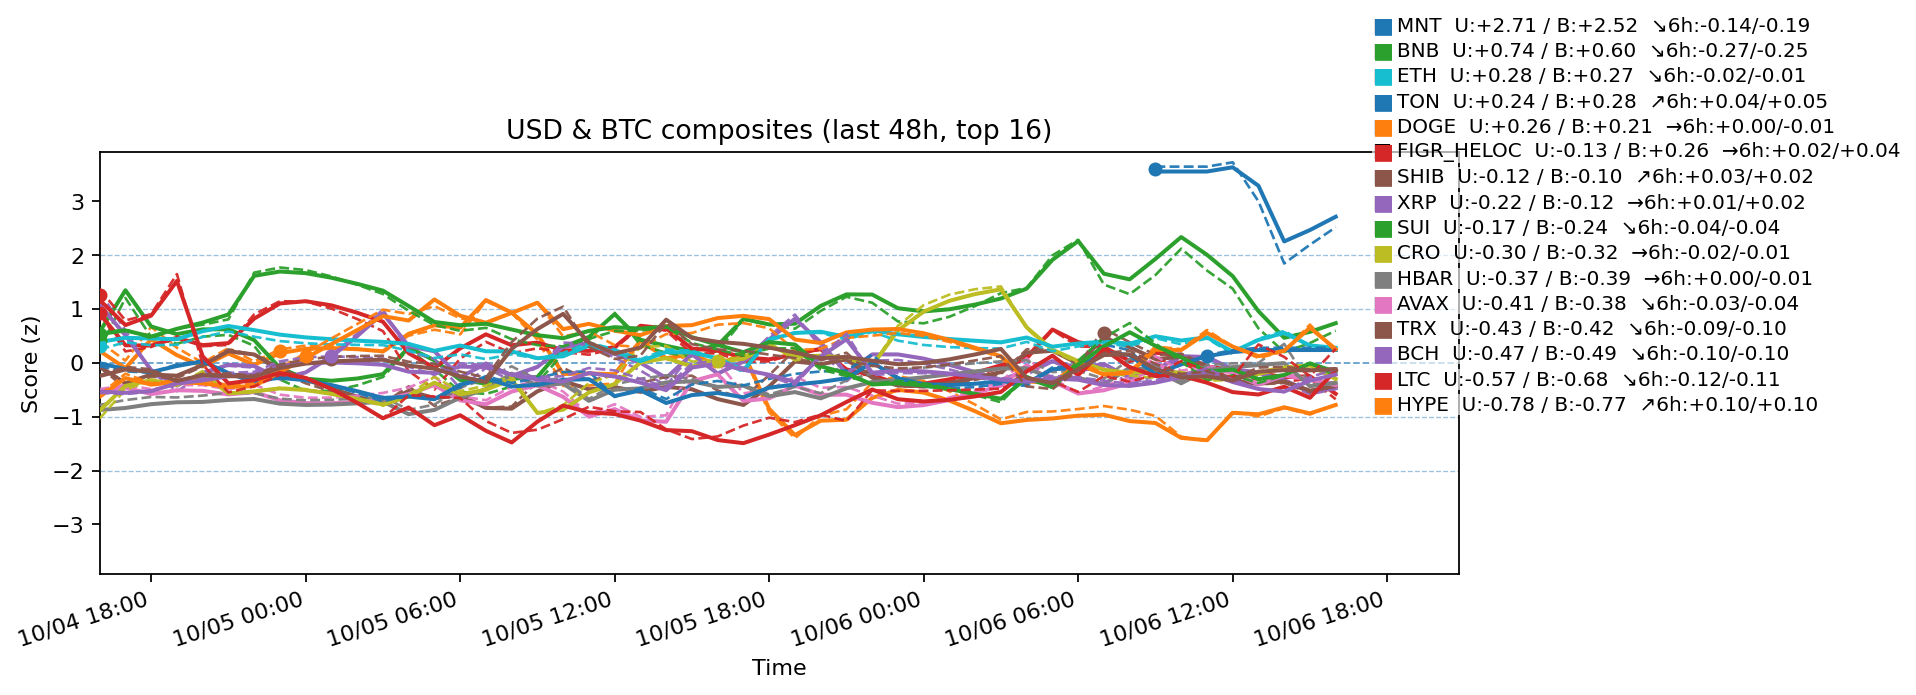 MNT  U:+2.71 / B:+2.52  ↘6h:-0.14/-0.19
BNB  U:+0.74 / B:+0.60  ↘6h:-0.27/-0.25
ETH  U:+0.28 / B:+0.27  ↘6h:-0.02/-0.01
TON  U:+0.24 / B:+0.28  ↗6h:+0.04/+0.05
DOGE  U:+0.26 / B:+0.21  →6h:+0.00/-0.01
FIGR_HELOC  U:-0.13 / B:+0.26  →6h:+0.02/+0.04
SHIB  U:-0.12 / B:-0.10  ↗6h:+0.03/+0.02
XRP  U:-0.22 / B:-0.12  →6h:+0.01/+0.02
SUI  U:-0.17 / B:-0.24  ↘6h:-0.04/-0.04
CRO  U:-0.30 / B:-0.32  →6h:-0.02/-0.01
HBAR  U:-0.37 / B:-0.39  →6h:+0.00/-0.01
AVAX  U:-0.41 / B:-0.38  ↘6h:-0.03/-0.04
TRX  U:-0.43 / B:-0.42  ↘6h:-0.09/-0.10
BCH  U:-0.47 / B:-0.49  ↘6h:-0.10/-0.10
LTC  U:-0.57 / B:-0.68  ↘6h:-0.12/-0.11
HYPE  U:-0.78 / B:-0.77  ↗6h:+0.10/+0.10
USD & BTC composites (last 48h, top 16)
Score (z)
3
2
1
0
−1
−2
−3
10/04 18:00
10/05 00:00
10/05 06:00
10/05 12:00
10/05 18:00
10/06 00:00
10/06 06:00
10/06 12:00
10/06 18:00
Time